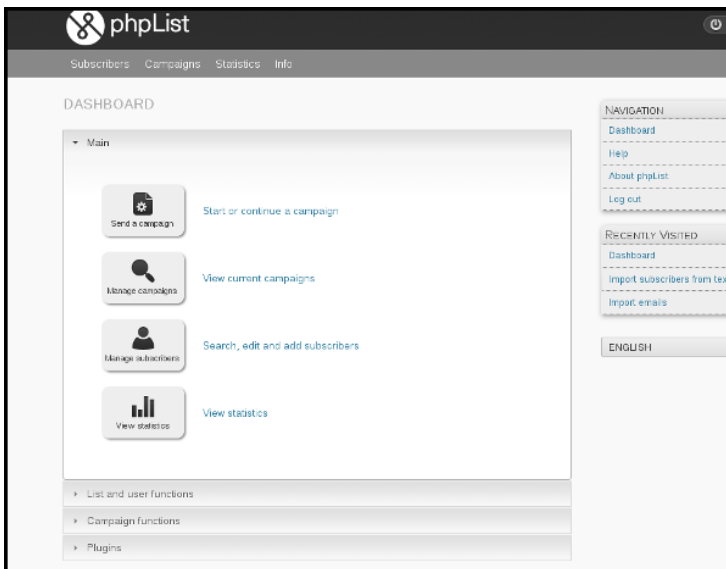 phpList
Subscribers Campaigns Statistics Info
DASHBOARD
Main
Send a campaign
Start or continue a campaign
Manage campaigns
View current campaigns
Manage subscribers
Search, edit and add subscribers
View statistics
View statistics
List and user functions
Campaign functions
Plugins
NAVIGATION
Dashboard
Help
About phpList
Log out
RECENTLY VISITED
Dashboard
Import subscribers from tex
Import emails
ENGLISH